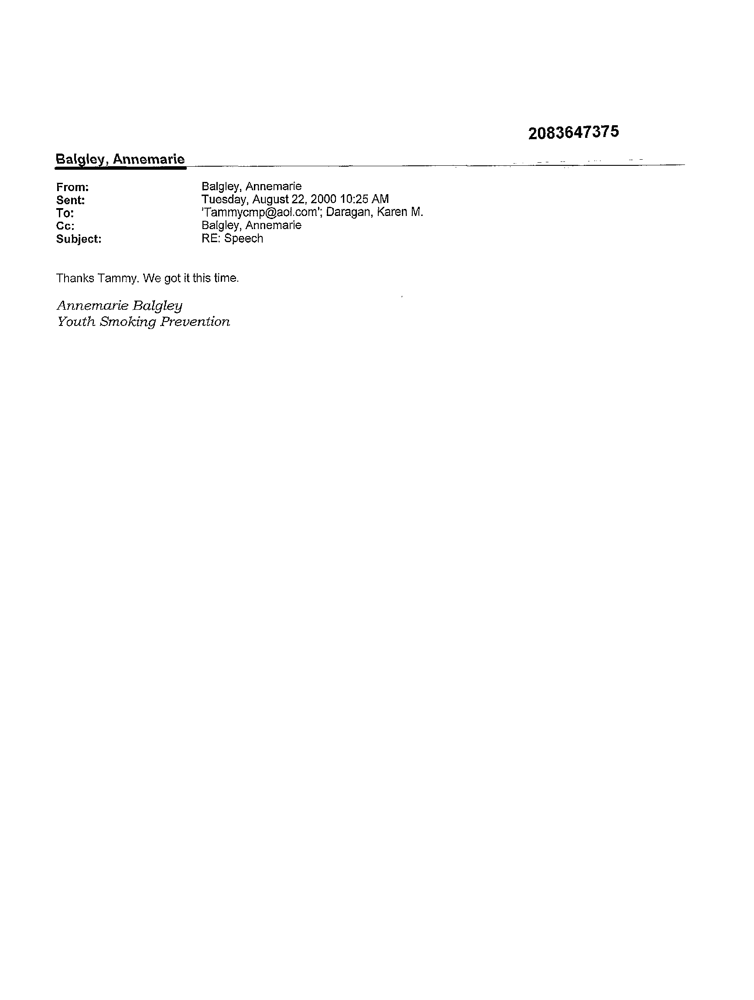 2083647375
Balgley, Annemarie
From: Balgley, Annemarie
Sent: Tuesday, August 22, 2000 10:25 AM
To: 'Tammycmp@aol.com'; Daragan, Karen M.
Cc: Balgley, Annemarie
Subject: RE: Speech
Thanks Tammy. We got it this time.
Annemarie Balgley
Youth Smoking Prevention